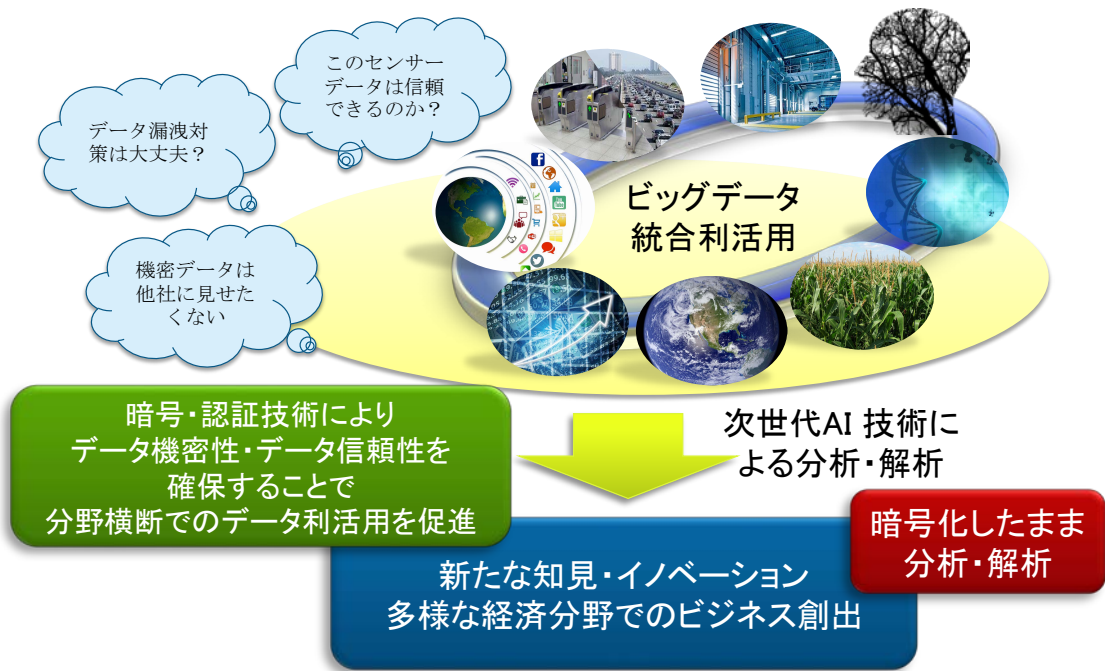 このセンサー
データは信頼
できるのか?
データ漏洩対
策は大丈夫?
機密データは
他社に見せた
くない
ビッグデータ
統合利活用
暗号・認証技術により
データ機密性・データ信頼性を
確保することで
分野横断でのデータ利活用を促進
次世代AI 技術に
よる分析・解析
暗号化したまま
分析・解析
新たな知見・イノベーション
多様な経済分野でのビジネス創出